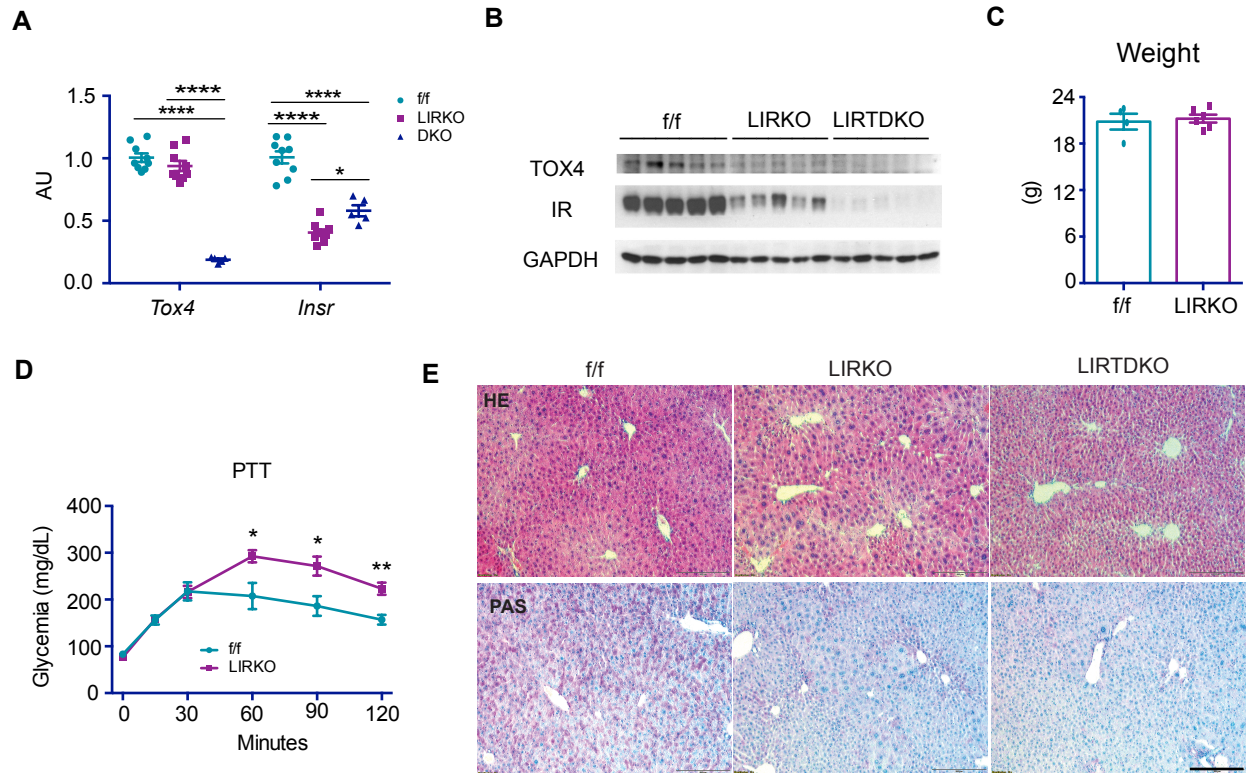 A
****
****
****
****
*
f/f
LIRKO
DKO
1.5
1.0
0.5
0.0
AU
Tox4
Insr
B
f/f
LIRKO
LIRTDKO
TOX4
IR
GAPDH
C
Weight
24
18
12
6
0
(g)
f/f
LIRKO
D
PTT
400
300
200
100
0
Glycemia (mg/dL)
*
*
**
f/f
LIRKO
0
30
60
90
120
Minutes
E
f/f
LIRKO
LIRTDKO
HE
PAS